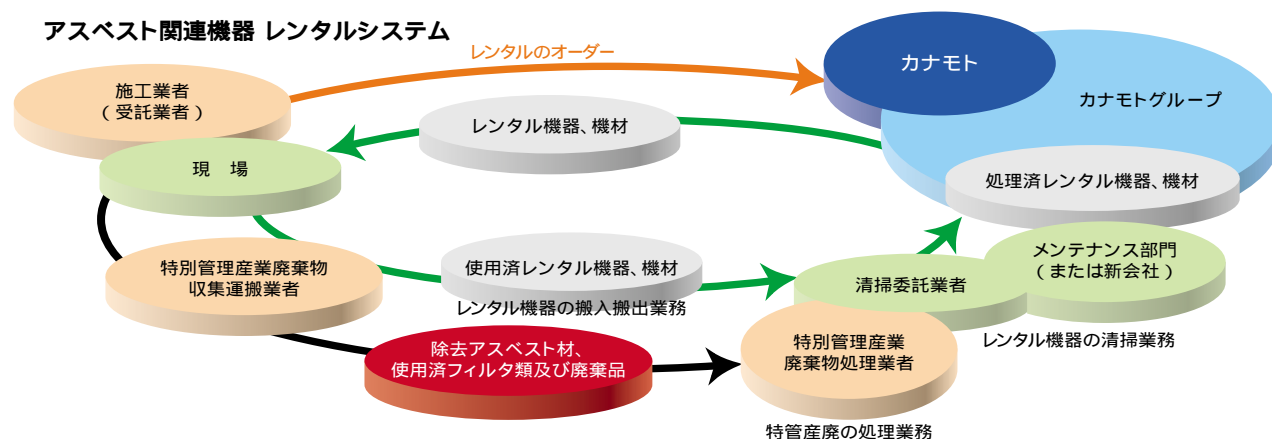 アスベスト関連機器 レンタルシステム
レンタルのオーダー
カナモト
カナモトグループ
施工業者
(受託業者)
レンタル機器、機材
現 場
処理済レンタル機器、機材
特別管理産業廃棄物
収集運搬業者
使用済レンタル機器、機材
レンタル機器の搬入搬出業務
清掃委託業者
メンテナンス部門
(または新会社)
レンタル機器の清掃業務
除去アスベスト材、
使用済フィルタ類及び廃棄品
特別管理産業
廃棄物処理業者
特管産廃の処理業務